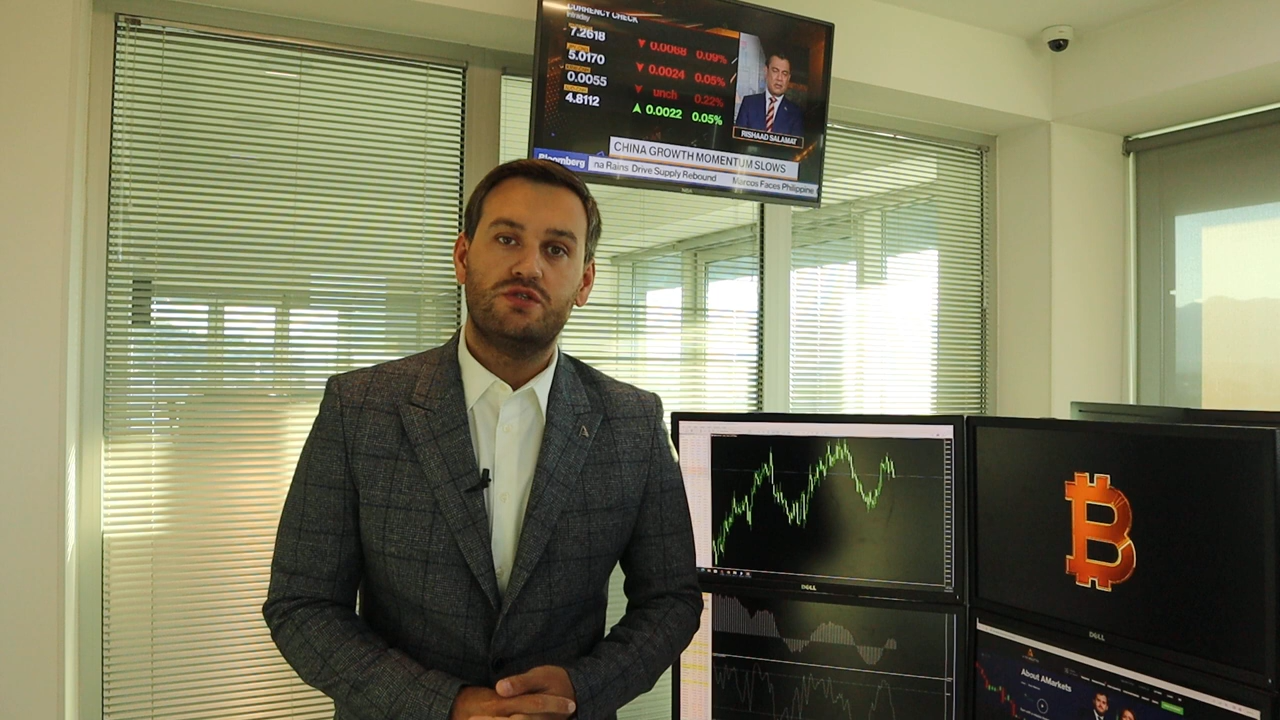 CURRENCY CHECK
Intraday
7.2618
▼ 0.0068 0.09%
5.0170
▼ 0.0024 0.05%
0.0055
▼ unch 0.22%
4.8112
▲ 0.0022 0.05%
RISHAAD SALAMAT
CHINA GROWTH MOMENTUM SLOWS
Bloomberg
na Rains Drive Supply Rebound Marcos Faces Philippine
DELL
DELL
About AMarkets